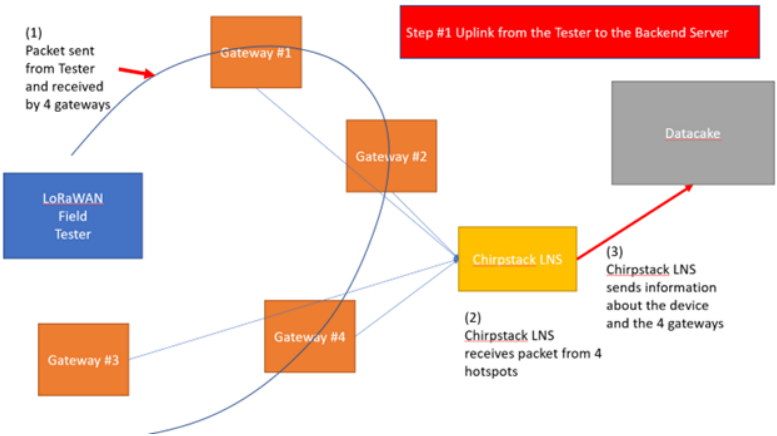 (1)
Packet sent
from Tester
and received
by 4 gateways
Gateway #1
Step #1 Uplink from the Tester to the Backend Server
Gateway #2
Datacake
LoRaWAN
Field
Tester
Chirpstack LNS
(3)
Chirpstack LNS
sends information
about the device
and the 4 gateways
(2)
Chirpstack LNS
receives packet from 4
hotspots
Gateway #3
Gateway #4